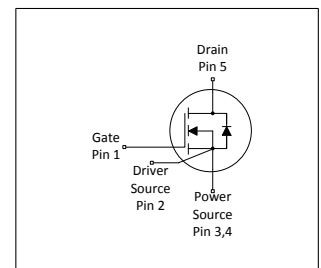 Drain
Pin 5
Gate
Pin 1
Driver
Source
Pin 2
Power
Source
Pin 3,4